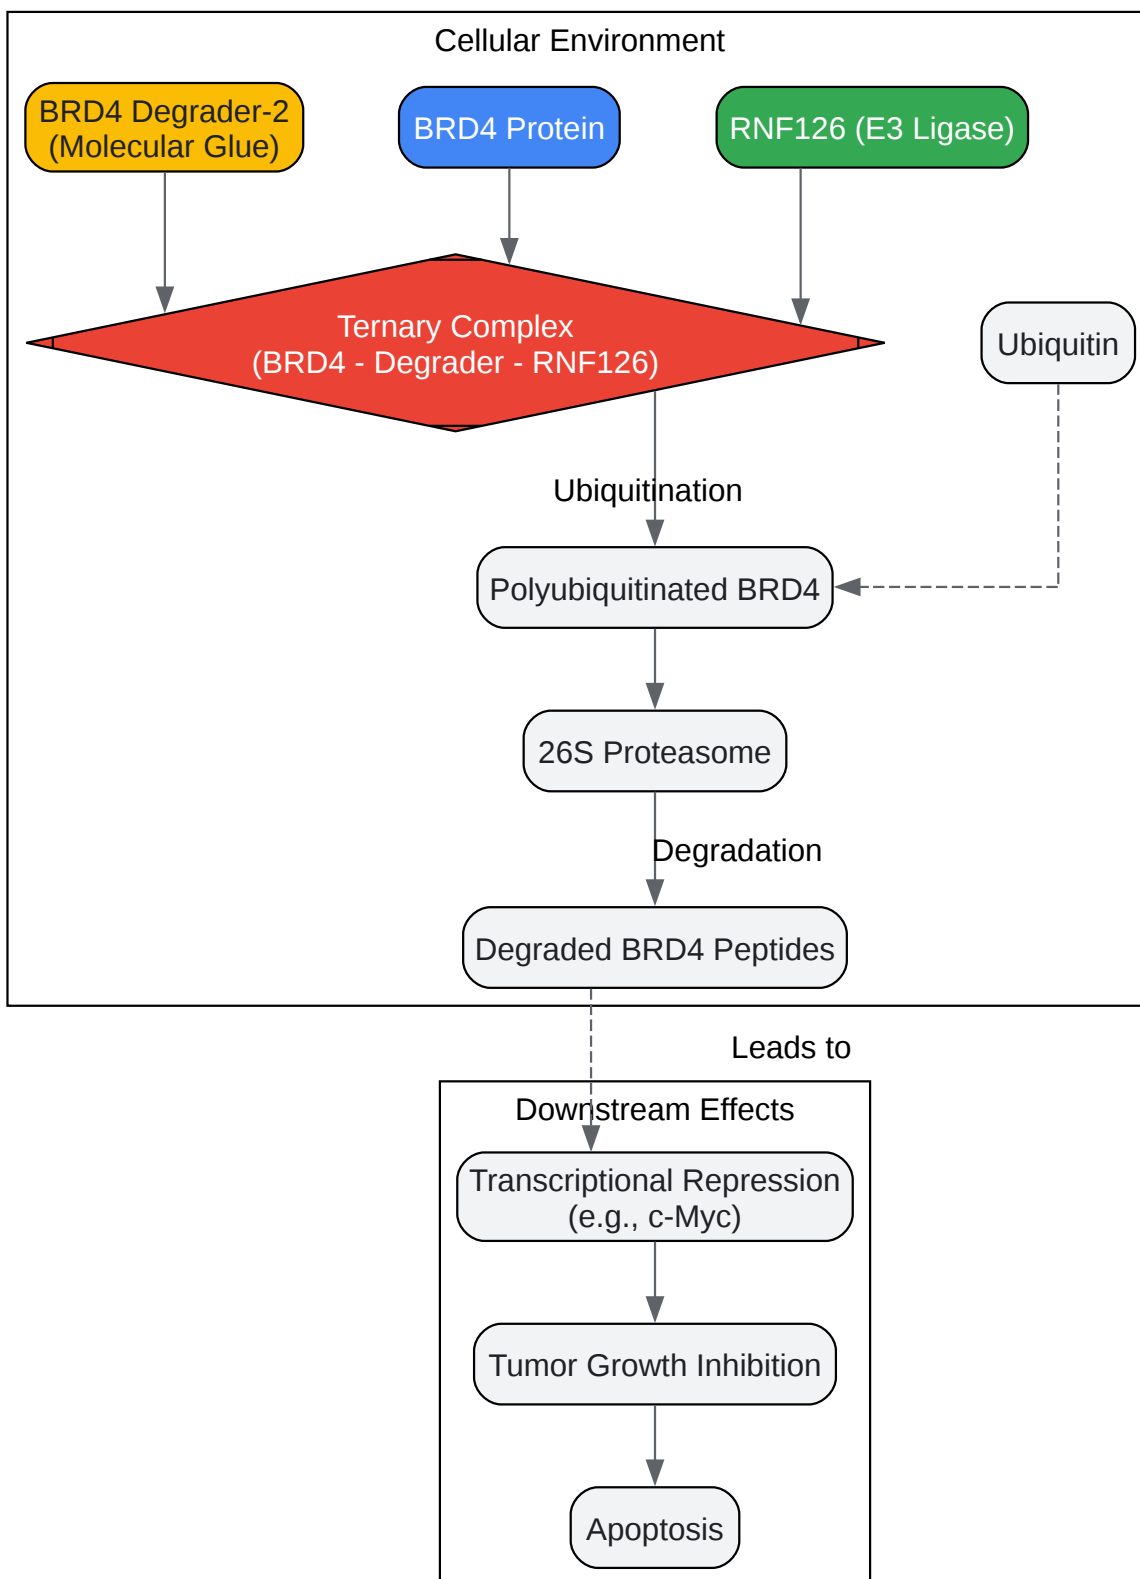 Cellular Environment
BRD4 Degrader-2
(Molecular Glue)
BRD4 Protein
RNF126 (E3 Ligase)
Ternary Complex
(BRD4 - Degrader - RNF126)
Ubiquitin
Ubiquitination
Polyubiquitinated BRD4
26S Proteasome
Degradation
Degraded BRD4 Peptides
Leads to
Downstream Effects
Transcriptional Repression
(e.g., c-Myc)
Tumor Growth Inhibition
Apoptosis